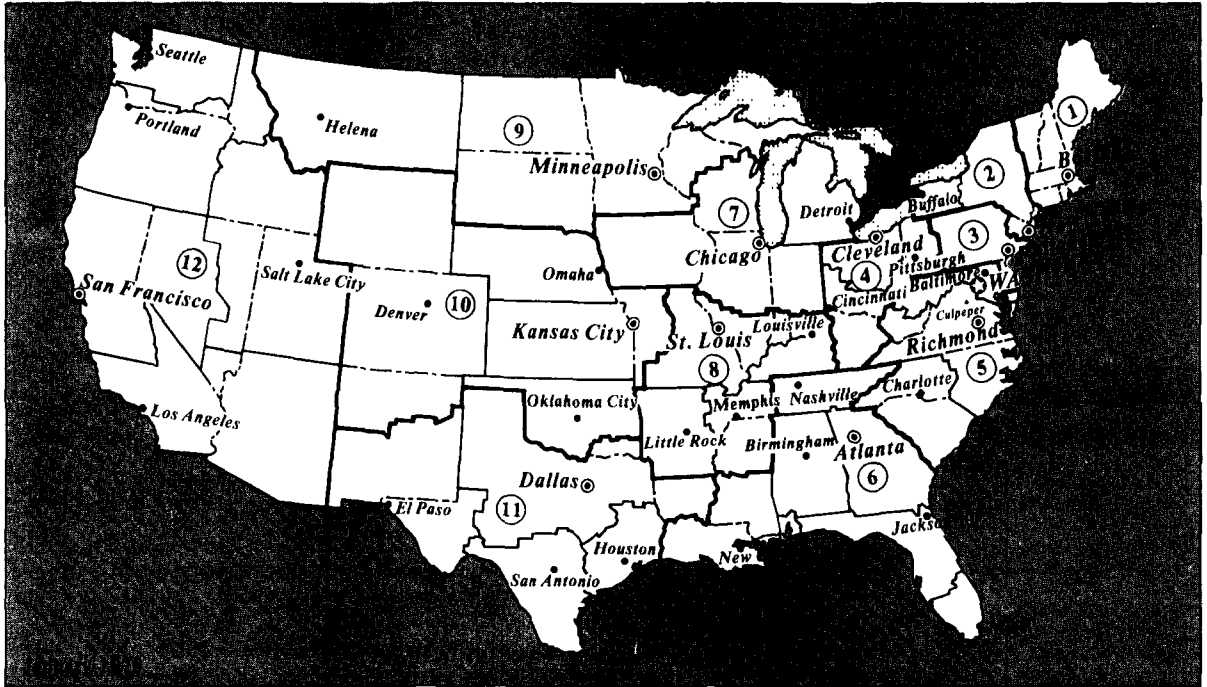 Seattle
Portland
Helena
9
Minneapolis
1
B
2
Buffalo
7
Detroit
3
Chicago
Cleveland
4
Pittsburgh
Baltimore
WA
Cincinnati
Culpeper
Richmond
5
12
Salt Lake City
San Francisco
Omaha
Denver
10
Kansas City
St. Louis
8
Louisville
Memphis
Nashville
Charlotte
Los Angeles
Oklahoma City
Little Rock
Birmingham
Atlanta
6
Dallas
11
El Paso
Houston
San Antonio
New
Jackso